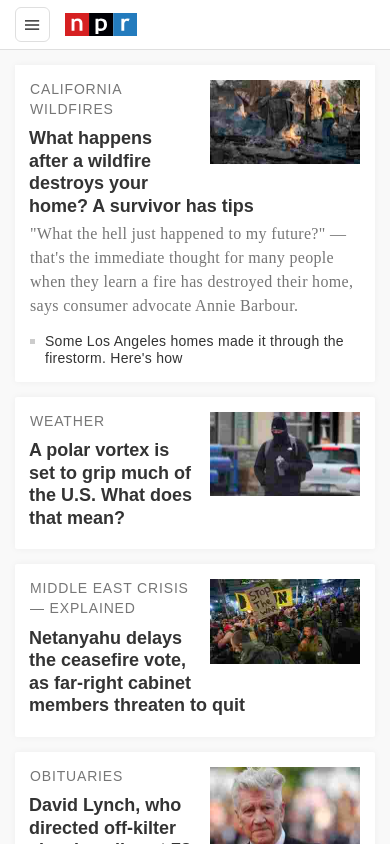 npr
CALIFORNIA
WILDFIRES
What happens
after a wildfire
destroys your
home? A survivor has tips
"What the hell just happened to my future?" —
that's the immediate thought for many people
when they learn a fire has destroyed their home,
says consumer advocate Annie Barbour.
Some Los Angeles homes made it through the
firestorm. Here's how
WEATHER
A polar vortex is
set to grip much of
the U.S. What does
that mean?
MIDDLE EAST CRISIS
— EXPLAINED
STOP
THE
WAR
Netanyahu delays
the ceasefire vote,
as far-right cabinet
members threaten to quit
OBITUARIES
David Lynch, who
directed off-kilter